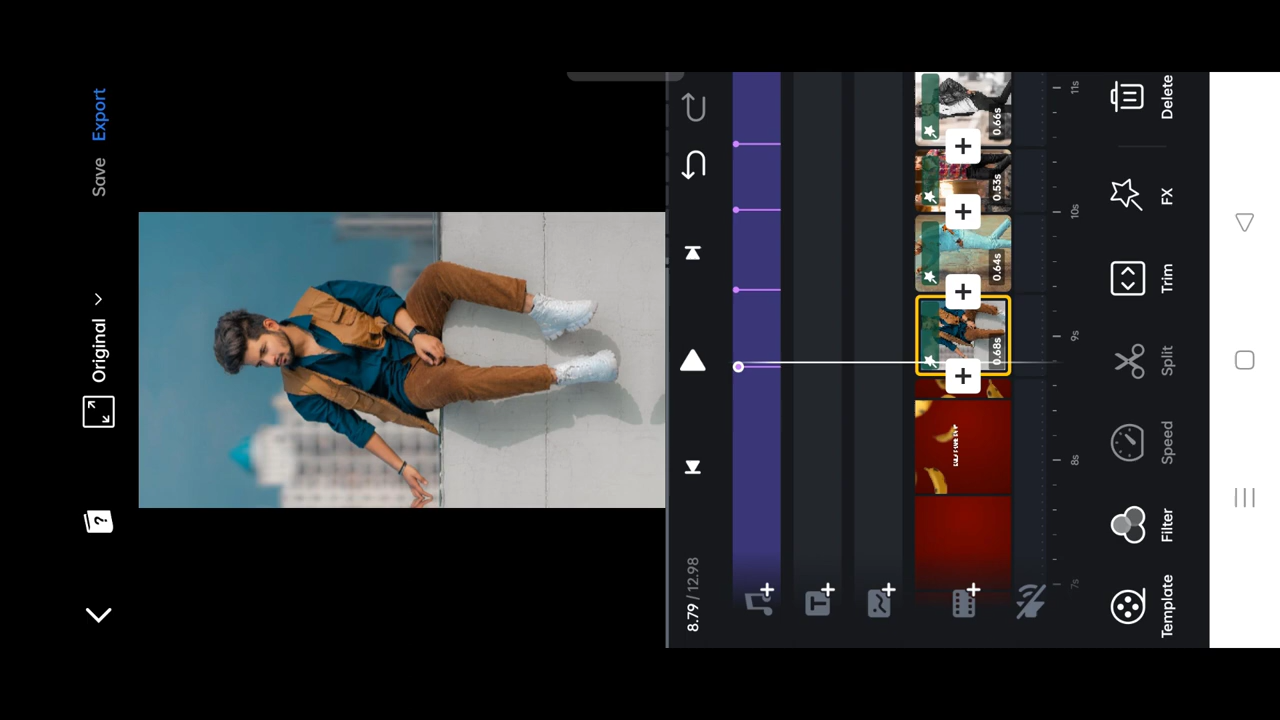 Original
Save
Export
8.79 / 12.98
T
0.68s
0.64s
0.53s
0.66s
7s
8s
9s
10s
11s
Template
Filter
Speed
Split
Trim
FX
Delete